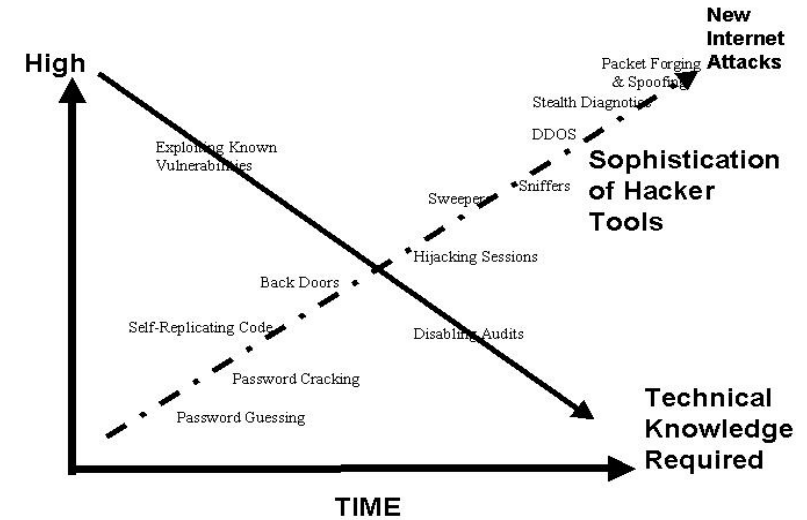 New
Internet
Attacks
High
Packet Forging
& Spoofing
Stealth Diagnotics
DDOS
Exploiting Known
Vulnerabilities
Sophistication
of Hacker
Tools
Sniffers
Sweepers
Hijacking Sessions
Back Doors
Self-Replicating Code
Disabling Audits
Password Cracking
Password Guessing
Technical
Knowledge
Required
TIME